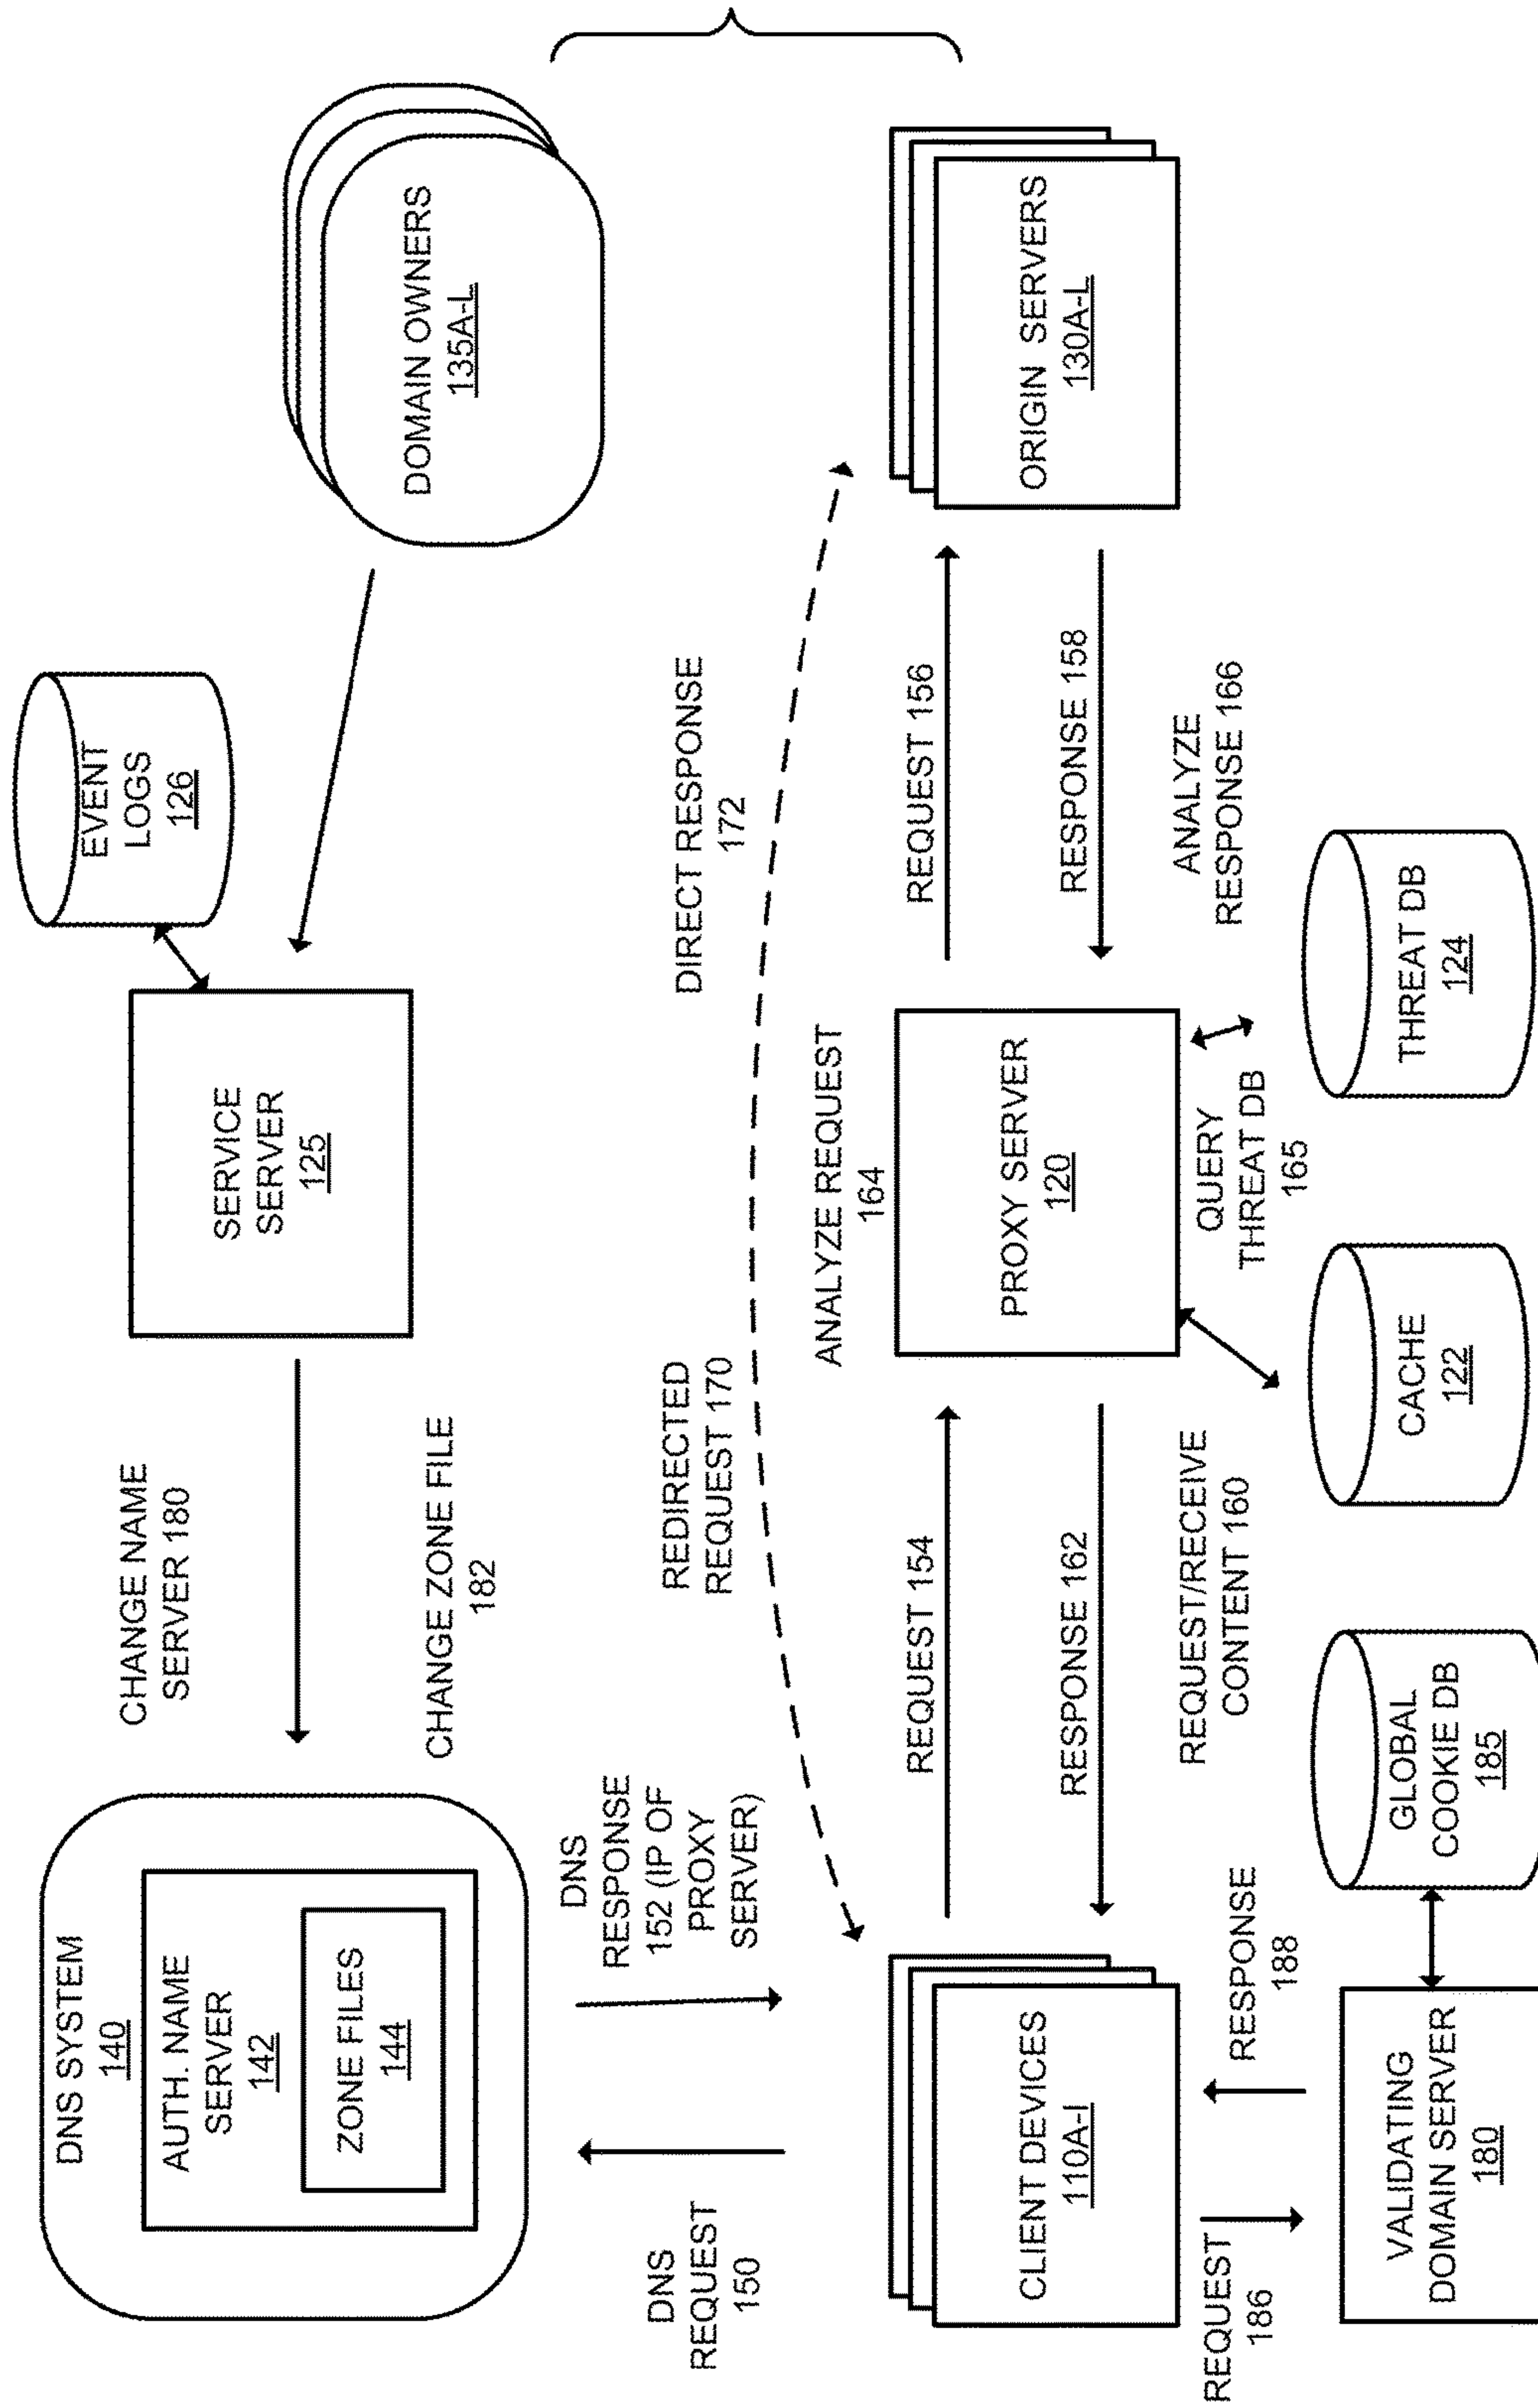 DNS SYSTEM
140
AUTH. NAME
SERVER
142
ZONE FILES
144
CHANGE NAME
SERVER 180
CHANGE ZONE FILE
182
SERVICE
SERVER
125
EVENT
LOGS
126
DOMAIN OWNERS
135A-L
DNS
REQUEST
150
DNS
RESPONSE
152 (IP OF
PROXY
SERVER)
REDIRECTED
REQUEST 170
DIRECT RESPONSE
172
CLIENT DEVICES
110A-I
REQUEST 154
RESPONSE 162
ANALYZE REQUEST
164
PROXY SERVER
120
REQUEST 156
RESPONSE 158
ORIGIN SERVERS
130A-L
REQUEST
186
RESPONSE
188
REQUEST/RECEIVE
CONTENT 160
QUERY
THREAT DB
165
ANALYZE
RESPONSE 166
VALIDATING
DOMAIN SERVER
180
GLOBAL
COOKIE DB
185
CACHE
122
THREAT DB
124